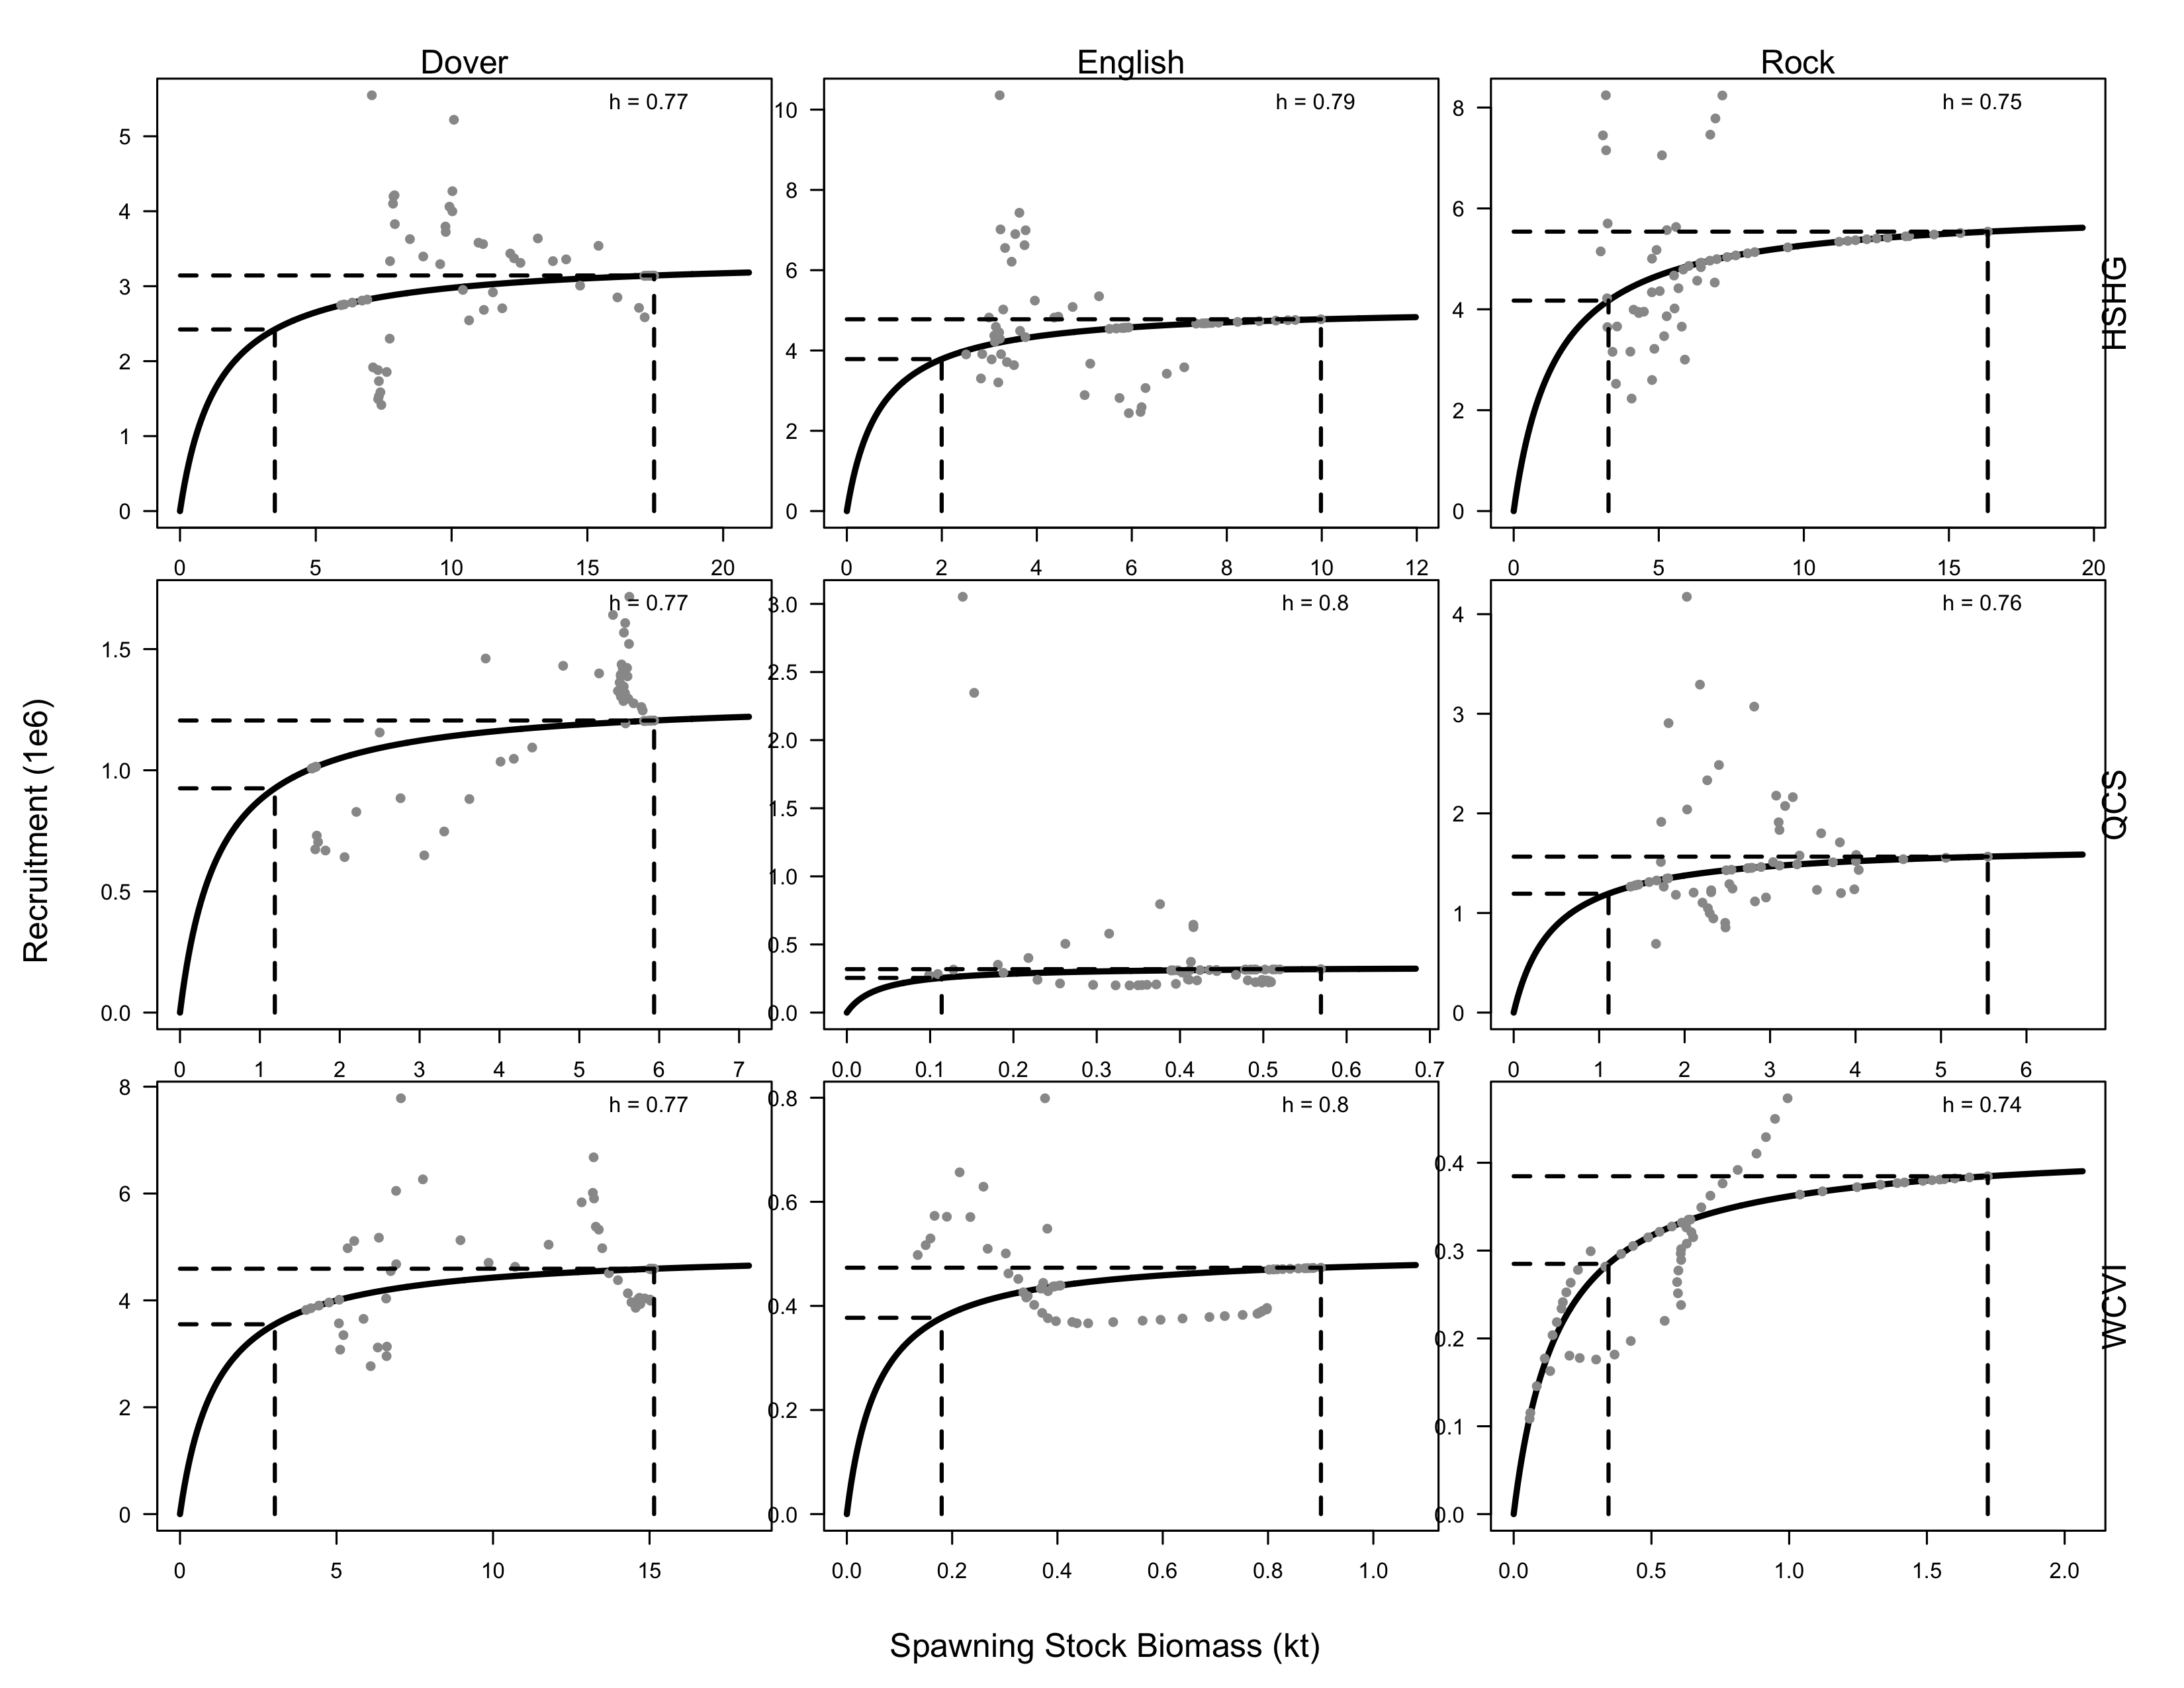 Dover English Rock
h = 0.77 h = 0.79 h = 0.75
5 4 3 2 1 0
10 8 6 4 2 0
8 6 4 2 0
HSHG
0 5 10 15 20
0 2 4 6 8 10 12
0 5 10 15 20
h = 0.77 h = 0.8 h = 0.76
1.5 1.0 0.5 0.0
3.0 2.5 2.0 1.5 1.0 0.5 0.0
4 3 2 1 0
QCS
Recruitment (1e6)
0 1 2 3 4 5 6 7
0.0 0.1 0.2 0.3 0.4 0.5 0.6 0.7
0 1 2 3 4 5 6
h = 0.77 h = 0.8 h = 0.74
8 6 4 2 0
0.8 0.6 0.4 0.2 0.0
0.4 0.3 0.2 0.1 0.0
WCVI
0 5 10 15
0.0 0.2 0.4 0.6 0.8 1.0
0.0 0.5 1.0 1.5 2.0
Spawning Stock Biomass (kt)